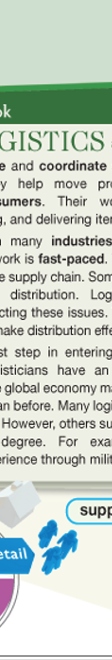 ok
GISTICS
e and coordinate
y help move pro
sumers. Their wo
g, and delivering iter
many industries
work is fast-paced.
e supply chain. Som
distribution. Log
cting these issues.
make distribution effe
st step in entering
isticians have an
e global economy ma
an before. Many logi
However, others su
degree. For exa
erience through milit
supp
etail